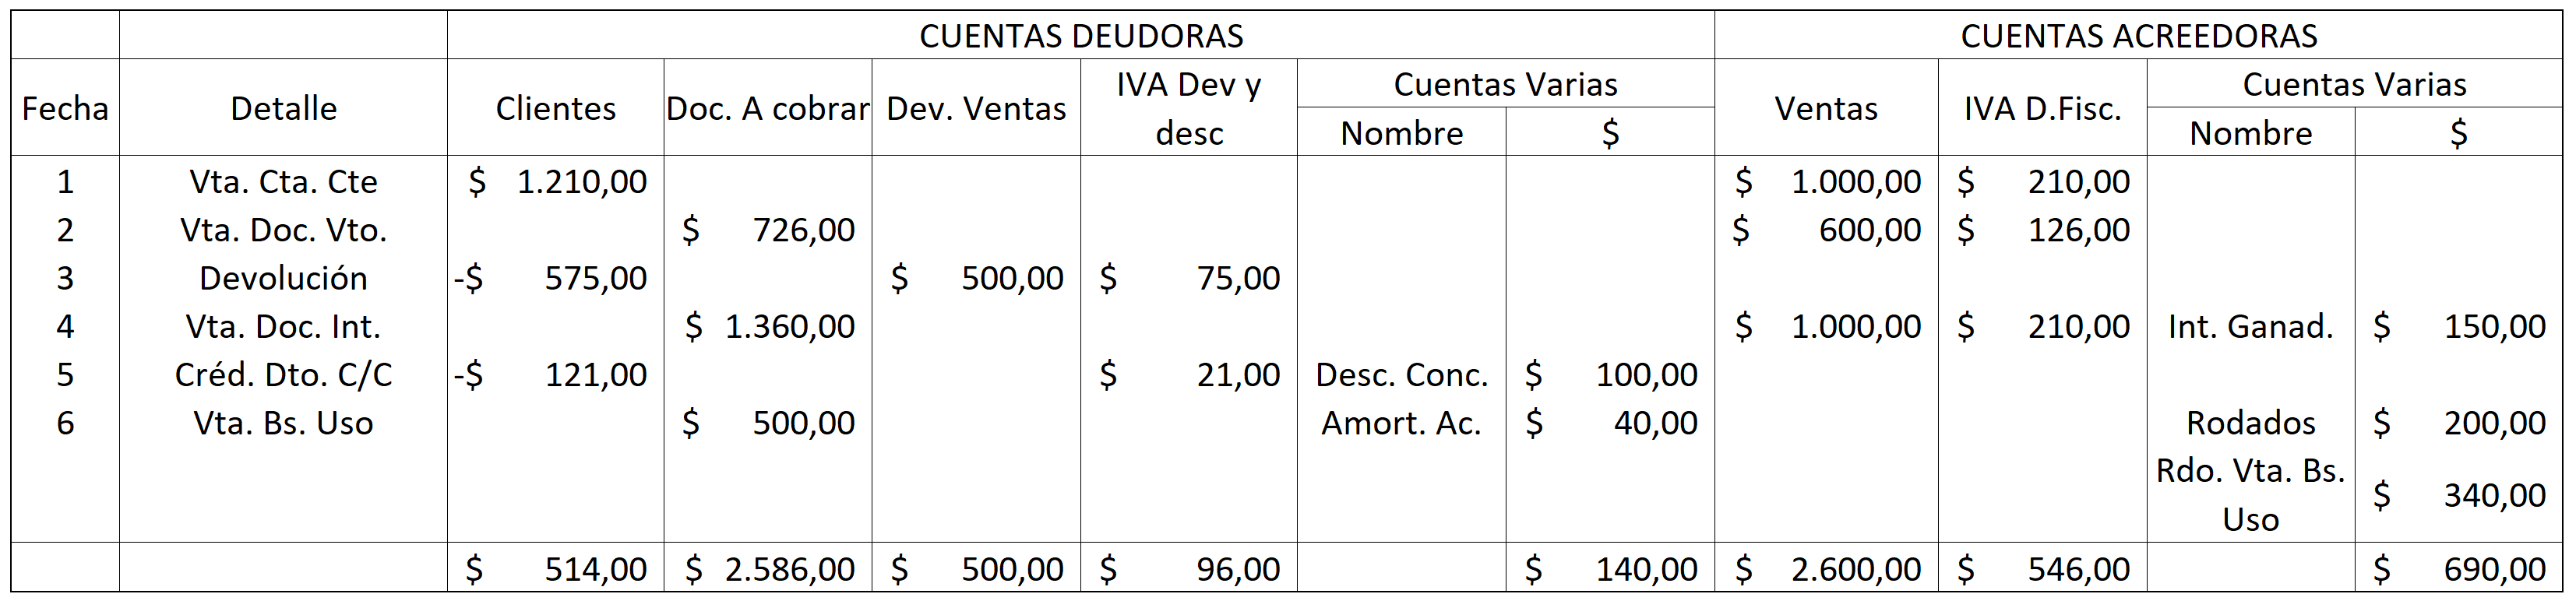 CUENTAS DEUDORAS CUENTAS ACREEDORAS
Fecha Detalle Clientes Doc. A cobrar Dev. Ventas IVA Dev y desc Cuentas Varias Ventas IVA D.Fisc. Cuentas Varias
Nombre $ Nombre $
1 Vta. Cta. Cte $ 1.210,00 $ 1.000,00 $ 210,00
2 Vta. Doc. Vto. $ 726,00 $ 600,00 $ 126,00
3 Devolución -$ 575,00 $ 500,00 $ 75,00
4 Vta. Doc. Int. $ 1.360,00 $ 1.000,00 $ 210,00 Int. Ganad. $ 150,00
5 Créd. Dto. C/C -$ 121,00 $ 21,00 Desc. Conc. $ 100,00
6 Vta. Bs. Uso $ 500,00 Amort. Ac. $ 40,00 Rodados $ 200,00
Rdo. Vta. Bs. Uso $ 340,00
$ 514,00 $ 2.586,00 $ 500,00 $ 96,00 $ 140,00 $ 2.600,00 $ 546,00 $ 690,00